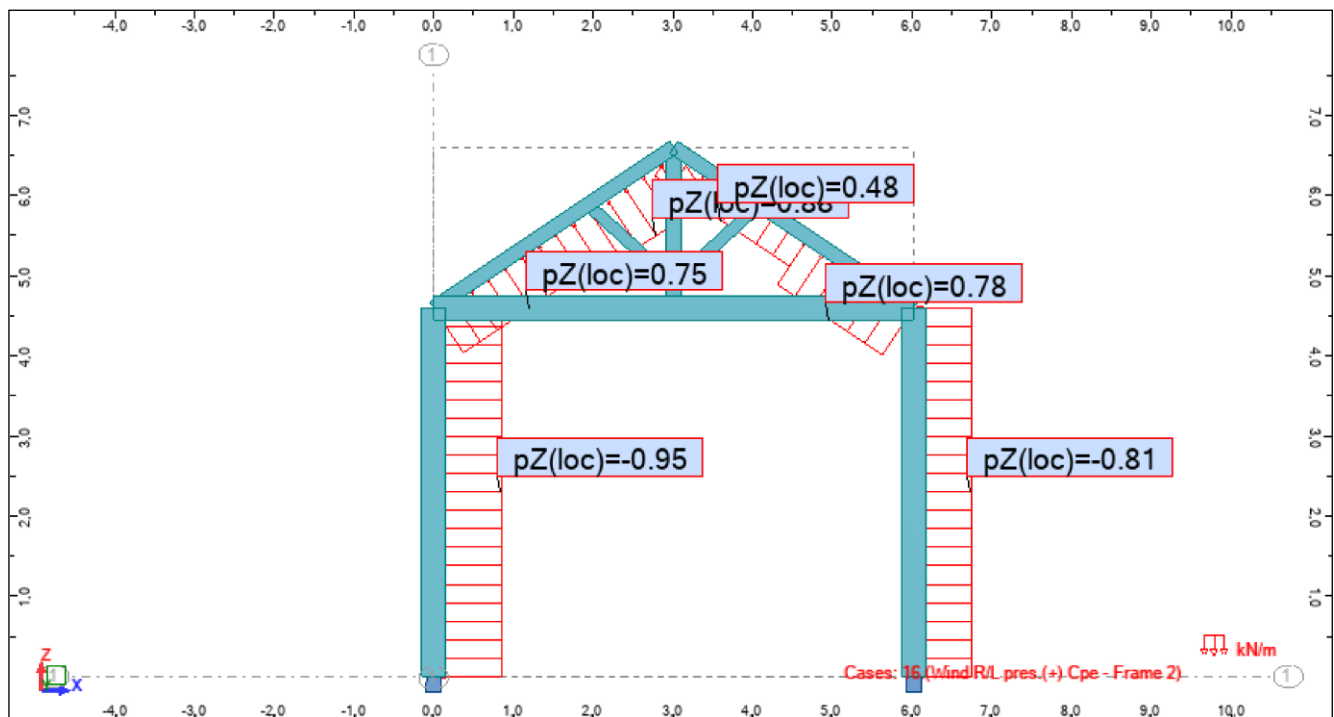 -4,0 -3,0 -2,0 -1,0 0,0 1,0 2,0 3,0 4,0 5,0 6,0 7,0 8,0 9,0 10,0
1
7,0 7,0
6,0 6,0
pZ(loc)=0.48
pZ(loc)=0.88
5,0 5,0
pZ(loc)=0.75
pZ(loc)=0.78
4,0 4,0
3,0 3,0
pZ(loc)=-0.95 pZ(loc)=-0.81
2,0 2,0
1,0 1,0
kN/m
Z
X
Cases: 16 (Wind R/L pres.(+) Cpe - Frame 2)
1
-4,0 -3,0 -2,0 -1,0 0,0 1,0 2,0 3,0 4,0 5,0 6,0 7,0 8,0 9,0 10,0